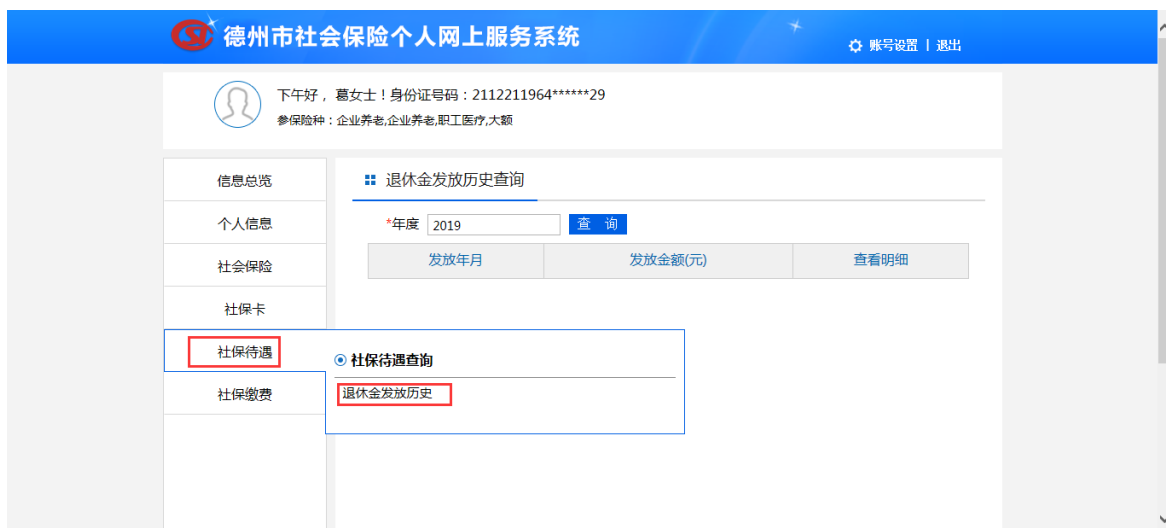 德州市社会保险个人网上服务系统
账号设置 | 退出
下午好，葛女士！身份证号码：2112211964******29
参保险种：企业养老,企业养老,职工医疗,大额
信息总览
个人信息
社会保险
社保卡
社保待遇
社保缴费
退休金发放历史查询
*年度 2019 查 询
发放年月 发放金额(元) 查看明细
社保待遇查询
退休金发放历史